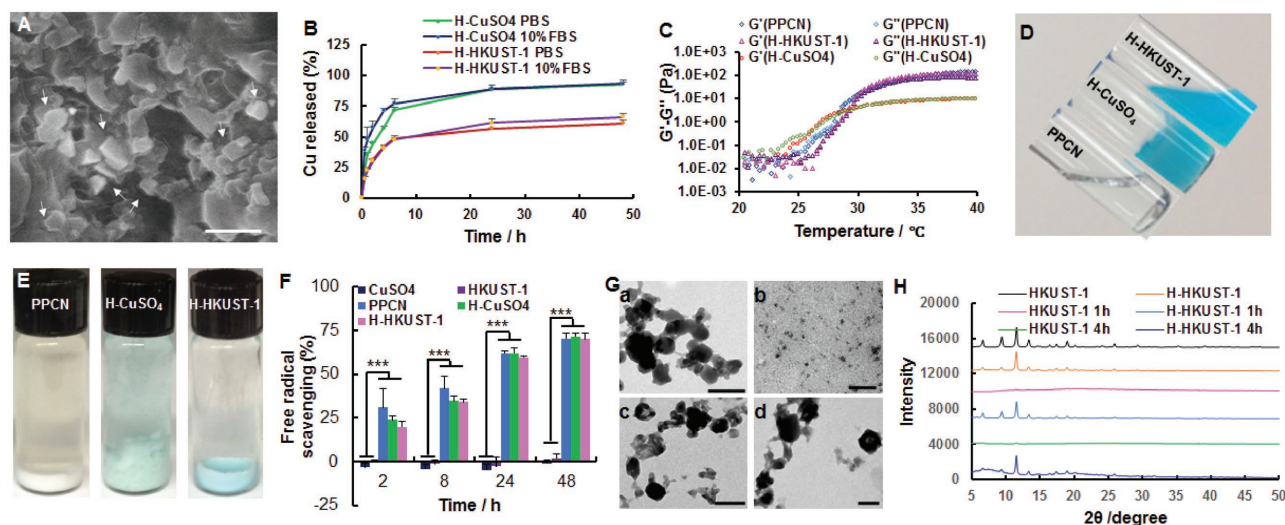 A
B
H-CuSO4 PBS
H-CuSO4 10%FBS
H-HKUST-1 PBS
H-HKUST-1 10%FBS
Cu released (%)
125
100
75
50
25
0
0 10 20 30 40 50
Time / h
C
G'(PPCN) G"(PPCN)
G'(H-HKUST-1) G"(H-HKUST-1)
G'(H-CuSO4) G"(H-CuSO4)
G'-G" (Pa)
1.0E+03
1.0E+02
1.0E+01
1.0E+00
1.0E-01
1.0E-02
1.0E-03
20 25 30 35 40
Temperature / °C
D
H-HKUST-1
H-CuSO₄
PPCN
E
PPCN
H-CuSO₄
H-HKUST-1
F
CuSO4 HKUST-1
PPCN H-CuSO4
H-HKUST-1
Free radical
scavenging (%)
100
75
50
25
0
-25
*** *** *** ***
2 8 24 48
Time / h
G
a
b
c
d
H
HKUST-1 H-HKUST-1
HKUST-1 1h H-HKUST-1 1h
HKUST-1 4h H-HKUST-1 4h
Intensity
20000
16000
12000
8000
4000
0
5 10 15 20 25 30 35 40 45 50
2θ /degree